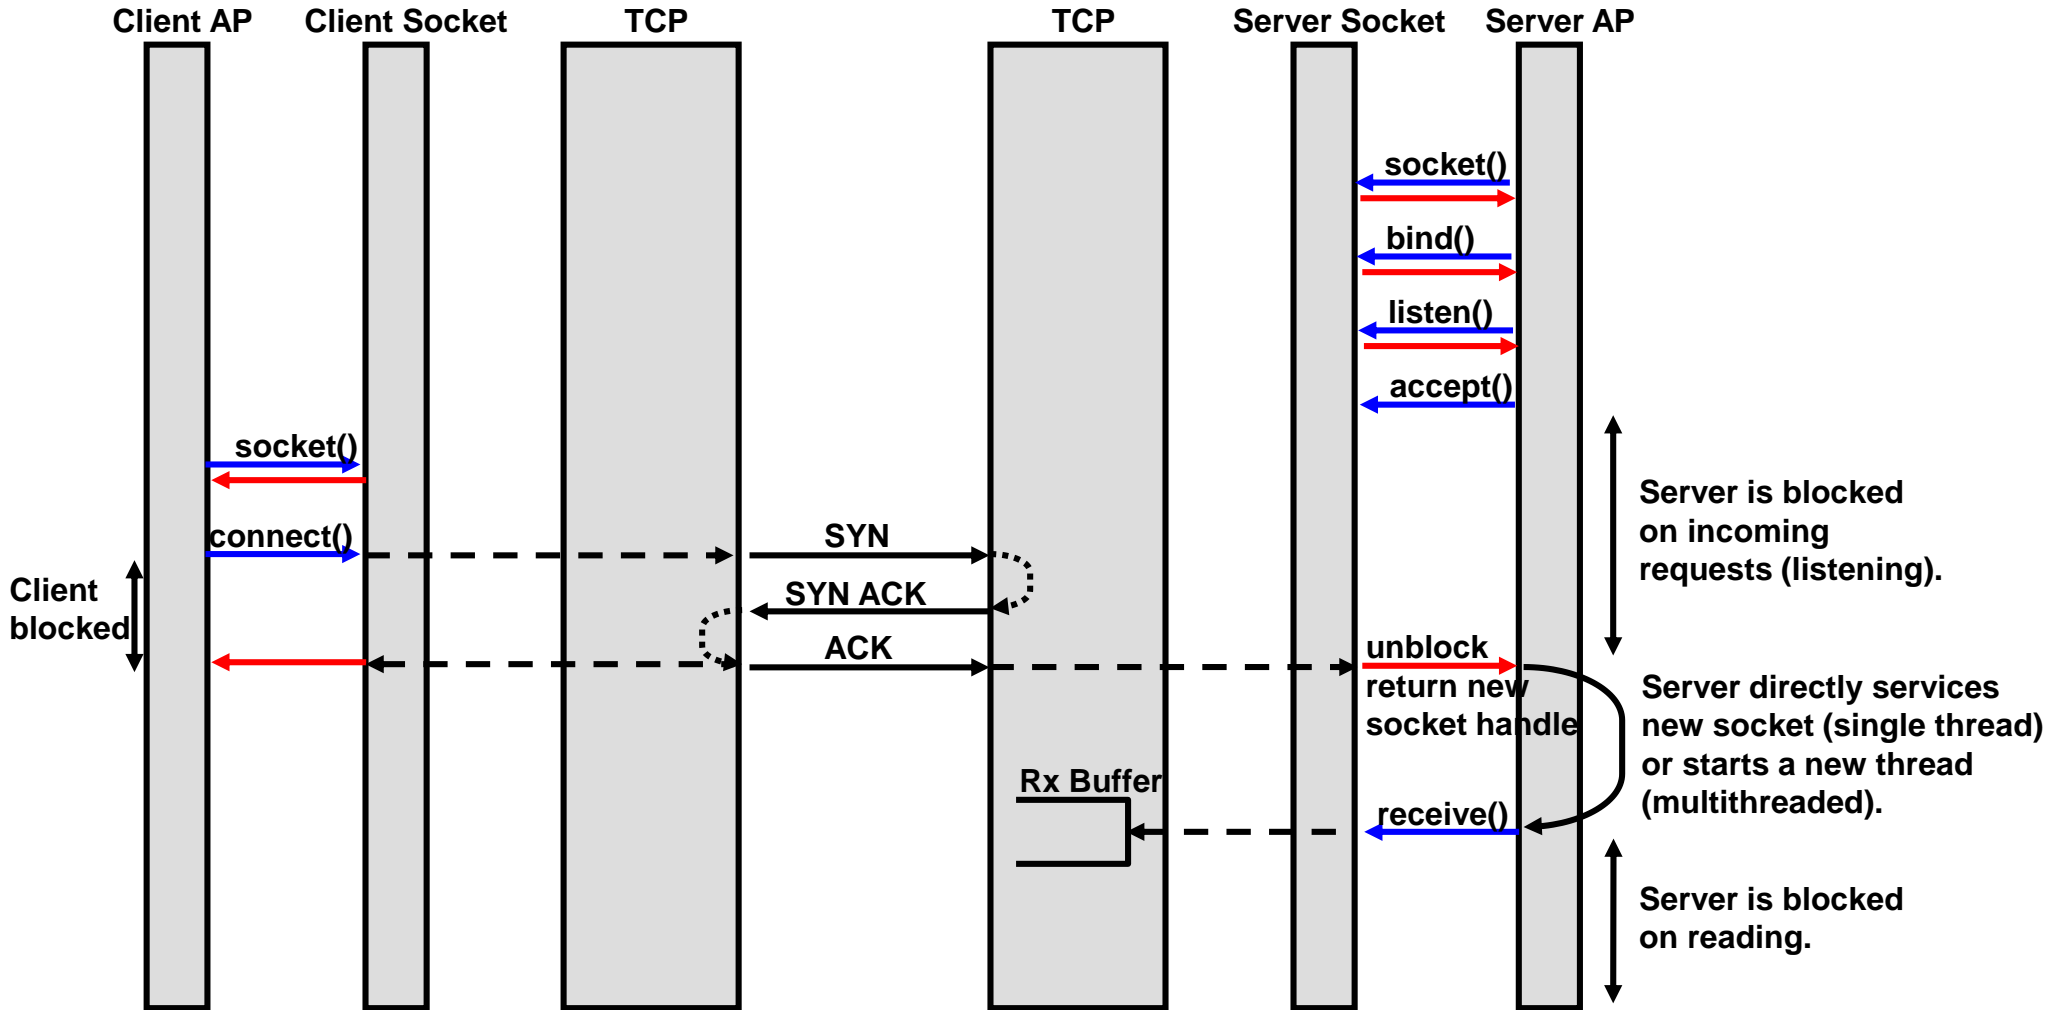 Client AP
Client Socket
TCP
TCP
Server Socket
Server AP
socket()
bind()
listen()
accept()
socket()
connect()
SYN
SYN ACK
ACK
Client
blocked
Server is blocked
on incoming
requests (listening).
unblock
return new
socket handle
Server directly services
new socket (single thread)
or starts a new thread
(multithreaded).
Rx Buffer
receive()
Server is blocked
on reading.